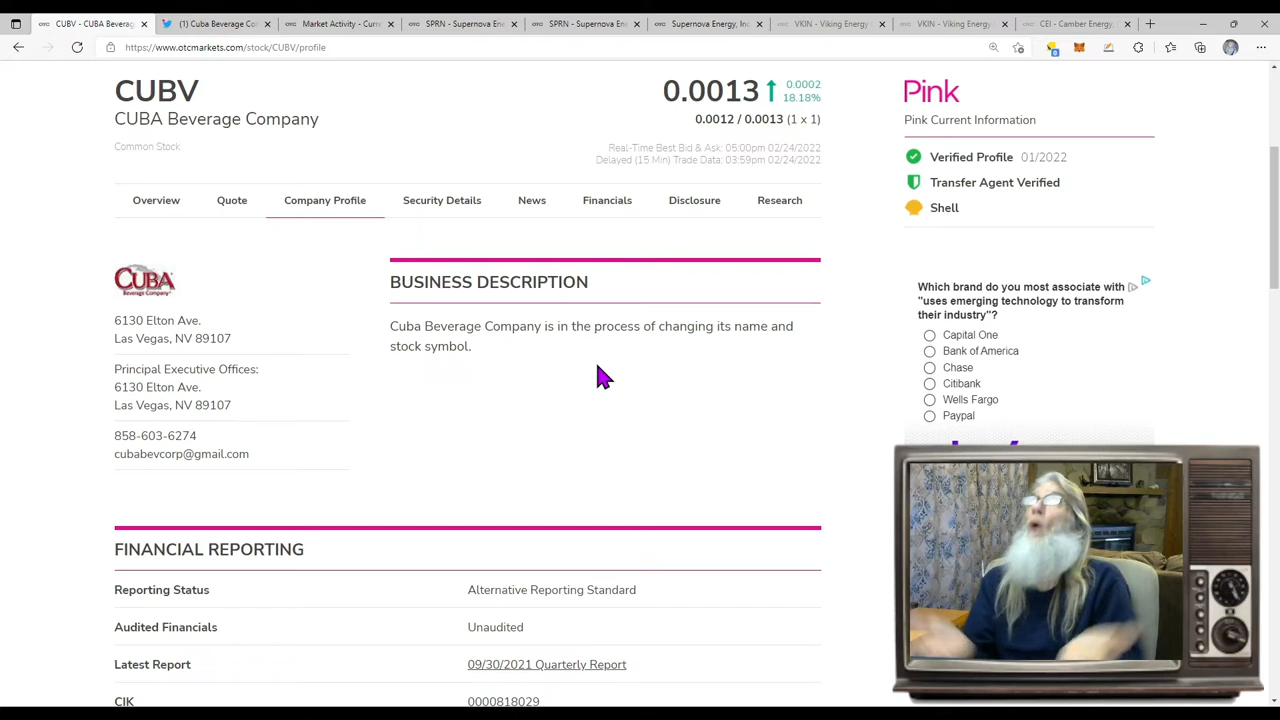 CUBV - CUBA Beverag
(1) Cuba Beverage Co
Market Activity - Curre
SPRN - Supernova Ene
SPRN - Supernova Ene
Supernova Energy, Inc
VKIN - Viking Energy
VKIN - Viking Energy
CEI - Camber Energy,
https://www.otcmarkets.com/stock/CUBV/profile
CUBV
0.0013
0.0002
18.18%
CUBA Beverage Company
0.0012 / 0.0013 (1 x 1)
Common Stock
Real-Time Best Bid & Ask: 05:00pm 02/24/2022
Delayed (15 Min) Trade Data: 03:59pm 02/24/2022
Pink
Pink Current Information
Verified Profile 01/2022
Transfer Agent Verified
Shell
Overview Quote Company Profile Security Details News Financials Disclosure Research
CUBA
Beverage Company
6130 Elton Ave.
Las Vegas, NV 89107
Principal Executive Offices:
6130 Elton Ave.
Las Vegas, NV 89107
858-603-6274
cubabevcorp@gmail.com
BUSINESS DESCRIPTION
Cuba Beverage Company is in the process of changing its name and
stock symbol.
Which brand do you most associate with
"uses emerging technology to transform
their industry"?
Capital One
Bank of America
Chase
Citibank
Wells Fargo
Paypal
FINANCIAL REPORTING
Reporting Status Alternative Reporting Standard
Audited Financials Unaudited
Latest Report 09/30/2021 Quarterly Report
CIK 0000818029